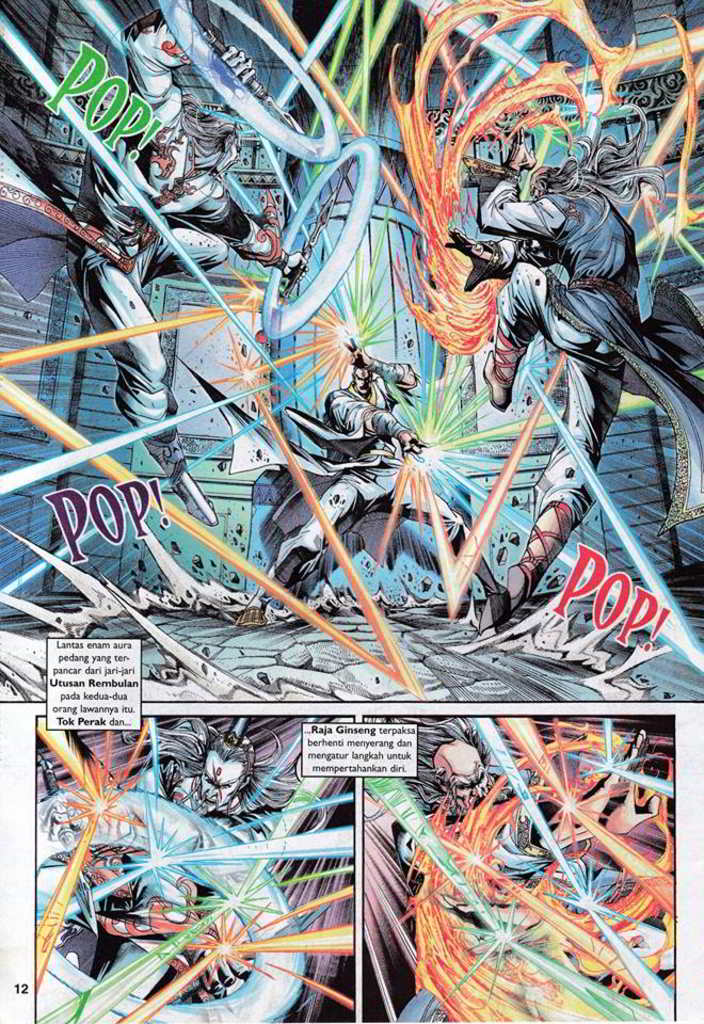 POP!
POP!
POP!
Lantas enam aura
pedang yang ter-
pancar dari jari-jari
Utusan Rembulan
pada kedua-dua
orang lawannya itu.
Tok Perak dan...
...Raja Ginseng terpaksa
berhenti menyerang dan
mengatur langkah untuk
mempertahankan diri.
12